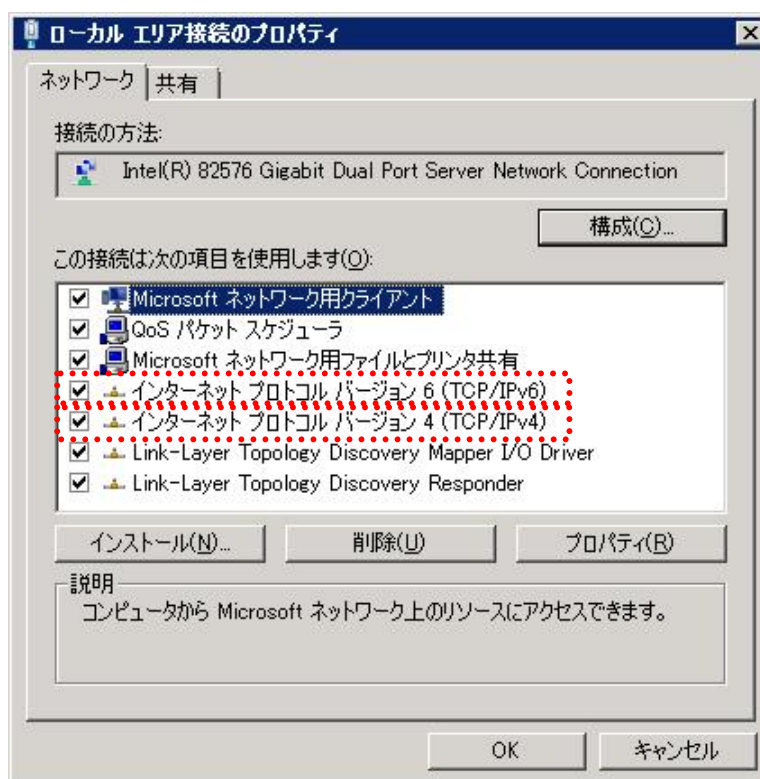 ローカル エリア接続のプロパティ
ネットワーク 共有
接続の方法:
Intel(R) 82576 Gigabit Dual Port Server Network Connection
構成(C)...
この接続は次の項目を使用します(O):
Microsoft ネットワーク用クライアント
QoS パケット スケジューラ
Microsoft ネットワーク用ファイルとプリンタ共有
インターネット プロトコル バージョン 6 (TCP/IPv6)
インターネット プロトコル バージョン 4 (TCP/IPv4)
Link-Layer Topology Discovery Mapper I/O Driver
Link-Layer Topology Discovery Responder
インストール(N)... 削除(U) プロパティ(R)
説明
コンピュータから Microsoft ネットワーク上のリソースにアクセスできます。
OK キャンセル